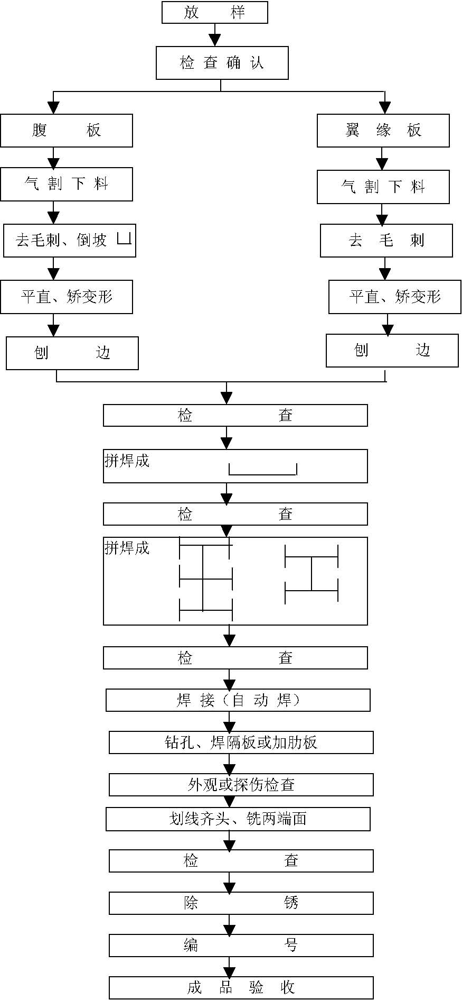 放 样
检 查 确 认
腹 板
翼 缘 板
气 割 下 料
气 割 下 料
去毛刺、倒坡
去 毛 刺
平直、矫变形
平直、矫变形
刨 边
刨 边
检 查
拼焊成
检 查
拼焊成
检 查
焊 接（自 动 焊）
钻孔、焊隔板或加肋板
外观或探伤检查
划线齐头、铣两端面
检 查
除 锈
编 号
成 品 验 收